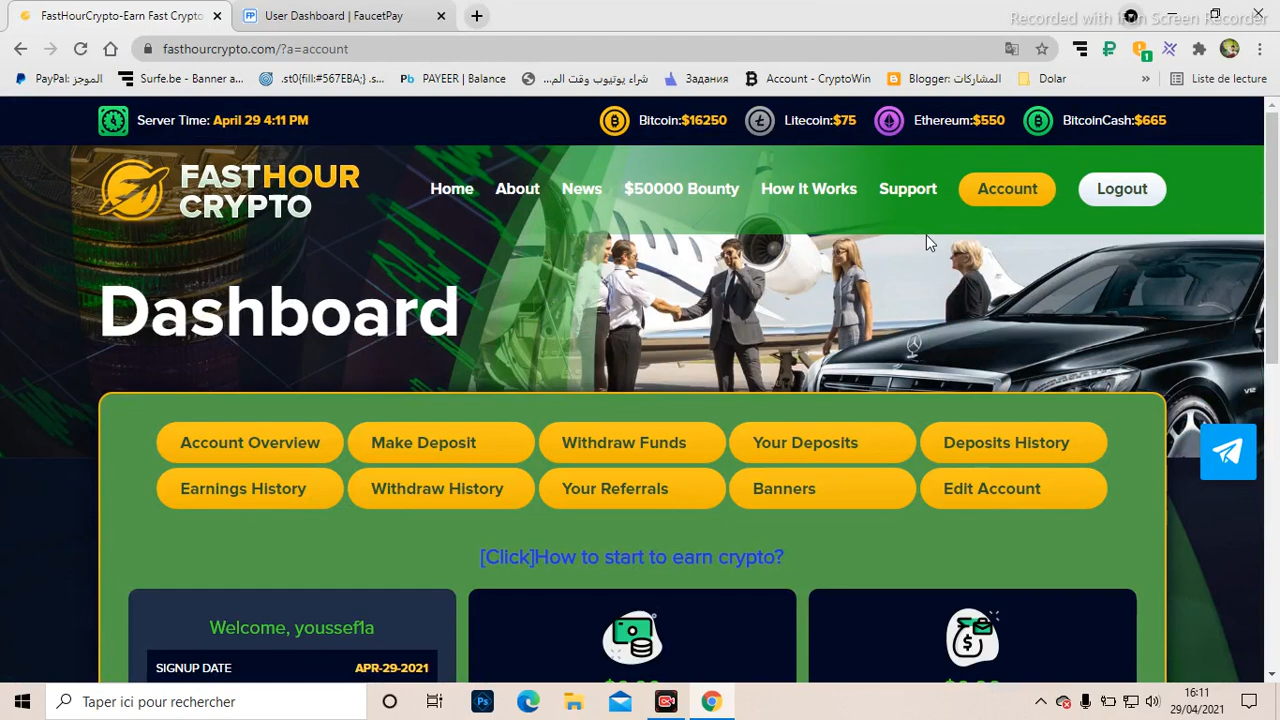 FastHourCrypto-Earn Fast Crypto
User Dashboard | FaucetPay
Recorded with iFun Screen Recorder
fasthourcrypto.com/?a=account
PayPal: الموجز
Surfe.be - Banner a...
.st0{fill:#567EBA;} .s...
PAYEER | Balance
شراء يوتيوب وقت الم...
Задания
Account - CryptoWin
Blogger: المشاركات
Dolar
»
Liste de lecture
Server Time: April 29 4:11 PM
Bitcoin:$16250
Litecoin:$75
Ethereum:$550
BitcoinCash:$665
FASTHOUR
CRYPTO
Home
About
News
$50000 Bounty
How It Works
Support
Account
Logout
Dashboard
Account Overview
Make Deposit
Withdraw Funds
Your Deposits
Deposits History
Earnings History
Withdraw History
Your Referrals
Banners
Edit Account
[Click]How to start to earn crypto?
Welcome, youssef1a
SIGNUP DATE
APR-29-2021
Taper ici pour rechercher
16:11
29/04/2021